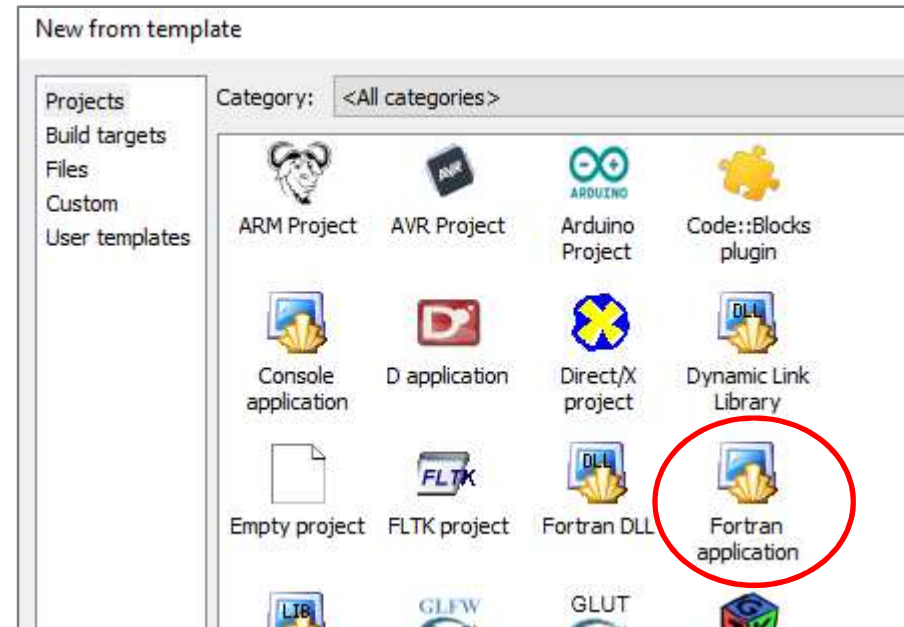 New from template
Projects
Build targets
Files
Custom
User templates
Category: <All categories>
AVR
ARDUINO
ARM Project AVR Project Arduino Project Code::Blocks plugin
DLL
Console application D application Direct/X project Dynamic Link Library
FLTK DLL
Empty project FLTK project Fortran DLL Fortran application
LIB GLFW GLUT